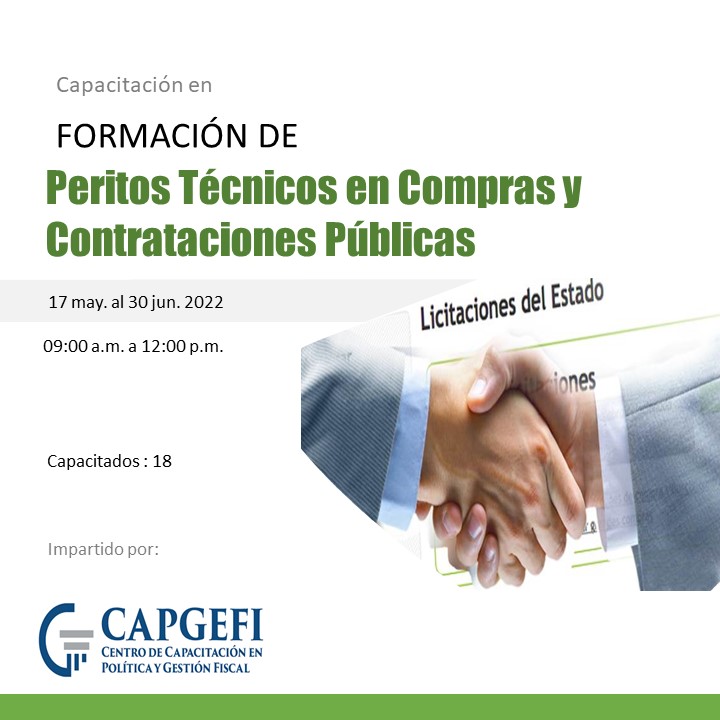 Capacitación en
FORMACIÓN DE
Peritos Técnicos en Compras y
Contrataciones Públicas
17 may. al 30 jun. 2022
Licitaciones del Estado
09:00 a.m. a 12:00 p.m.
Capacitados : 18
Impartido por:
CAPGEFI
CENTRO DE CAPACITACIÓN EN
POLÍTICA Y GESTIÓN FISCAL